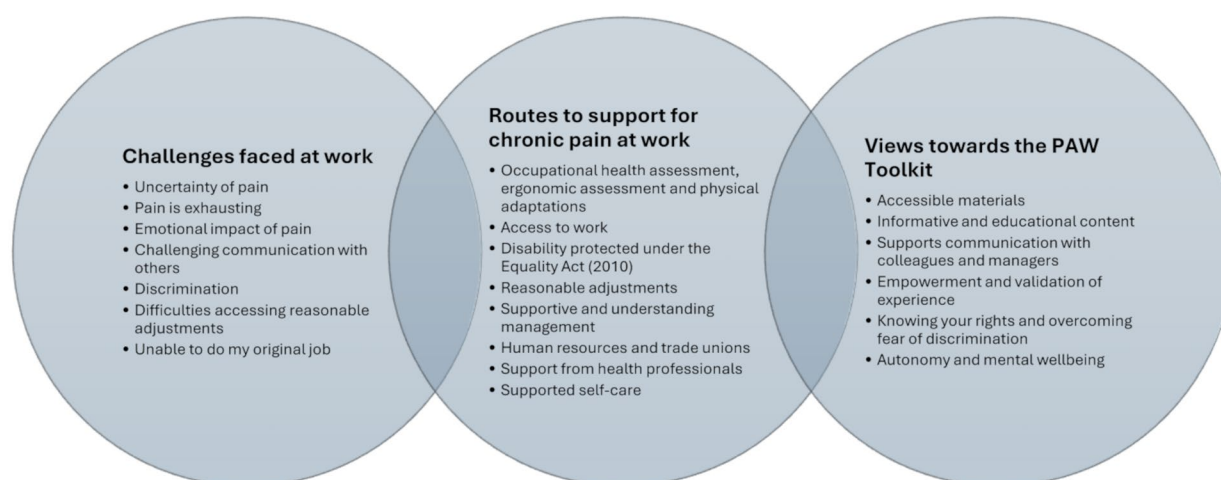 Challenges faced at work
• Uncertainty of pain
• Pain is exhausting
• Emotional impact of pain
• Challenging communication with
others
• Discrimination
• Difficulties accessing reasonable
adjustments
• Unable to do my original job
Routes to support for
chronic pain at work
• Occupational health assessment,
ergonomic assessment and physical
adaptations
• Access to work
• Disability protected under the
Equality Act (2010)
• Reasonable adjustments
• Supportive and understanding
management
• Human resources and trade unions
• Support from health professionals
• Supported self-care
Views towards the PAW
Toolkit
• Accessible materials
• Informative and educational content
• Supports communication with
colleagues and managers
• Empowerment and validation of
experience
• Knowing your rights and overcoming
fear of discrimination
• Autonomy and mental wellbeing